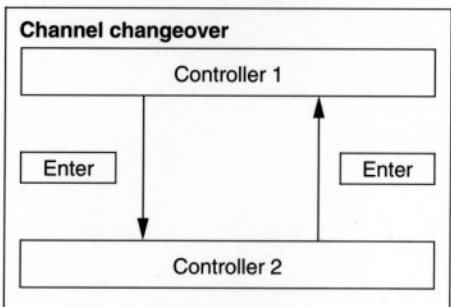 Channel changeover
Controller 1
Enter
Enter
Controller 2